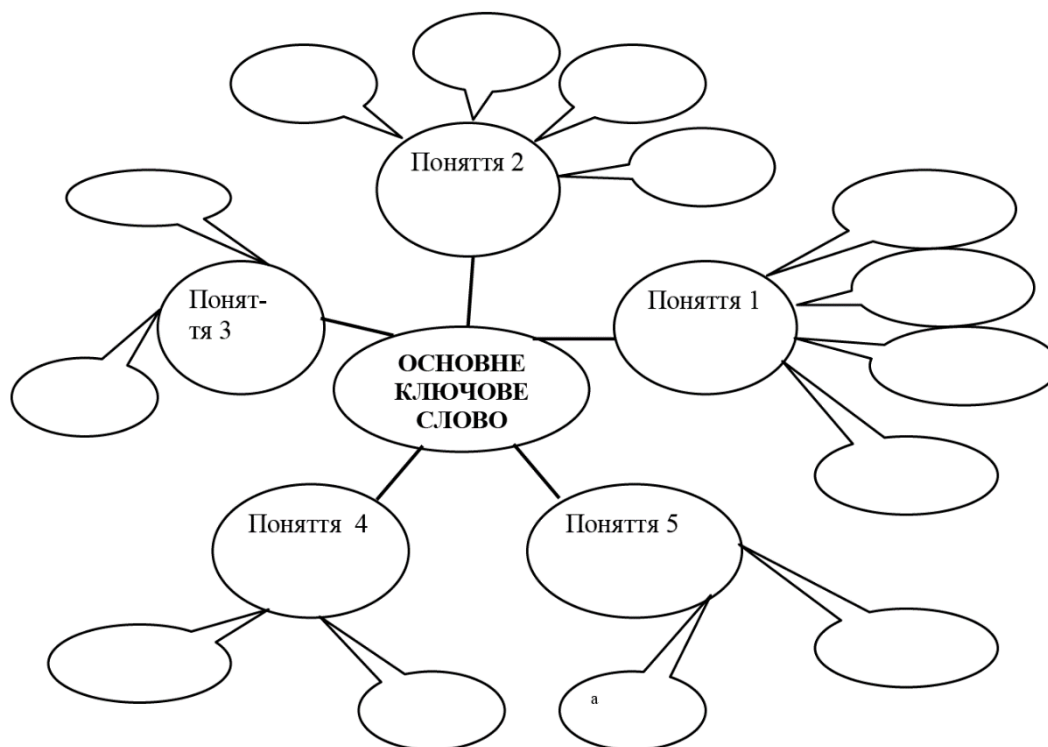 Поняття 2
Поняття 1
Понят-
тя 3
ОСНОВНЕ
КЛЮЧОВЕ
СЛОВО
Поняття 4
Поняття 5
а